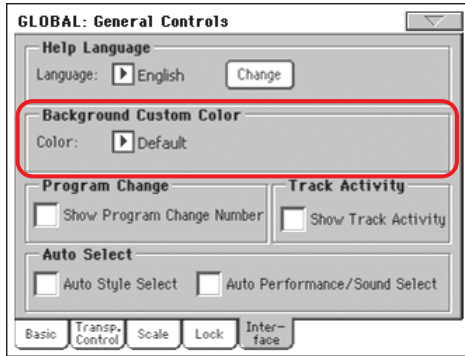 GLOBAL: General Controls
Help Language
Language: English Change
Background Custom Color
Color: Default
Program Change Track Activity
Show Program Change Number Show Track Activity
Auto Select
Auto Style Select Auto Performance/Sound Select
Basic Transp. Control Scale Lock Inter-face